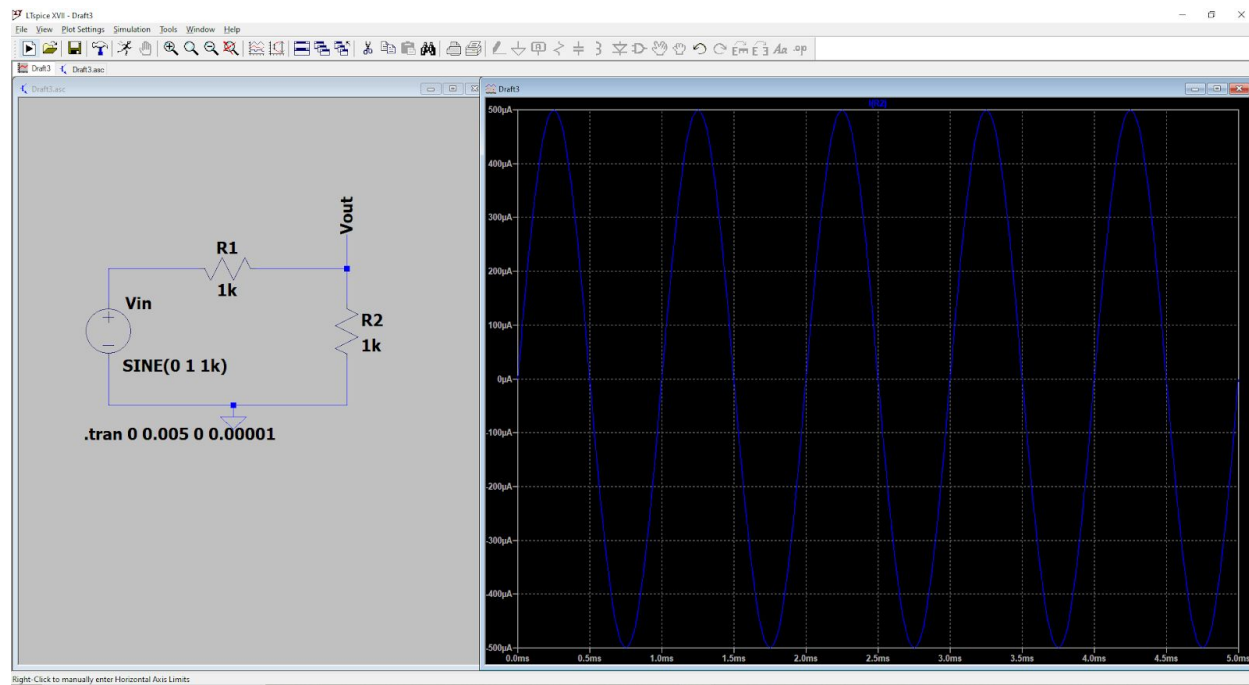 LTspice XVII - Draft3
File View Plot Settings Simulation Tools Window Help
Draft3 Draft3.asc
Draft3.asc
Vout
R1
1k
Vin
R2
1k
SINE(0 1 1k)
.tran 0 0.005 0 0.00001
Draft3
I(R2)
500µA
400µA
300µA
200µA
100µA
0µA
-100µA
-200µA
-300µA
-400µA
-500µA
0.0ms 0.5ms 1.0ms 1.5ms 2.0ms 2.5ms 3.0ms 3.5ms 4.0ms 4.5ms 5.0ms
Right-Click to manually enter Horizontal Axis Limits